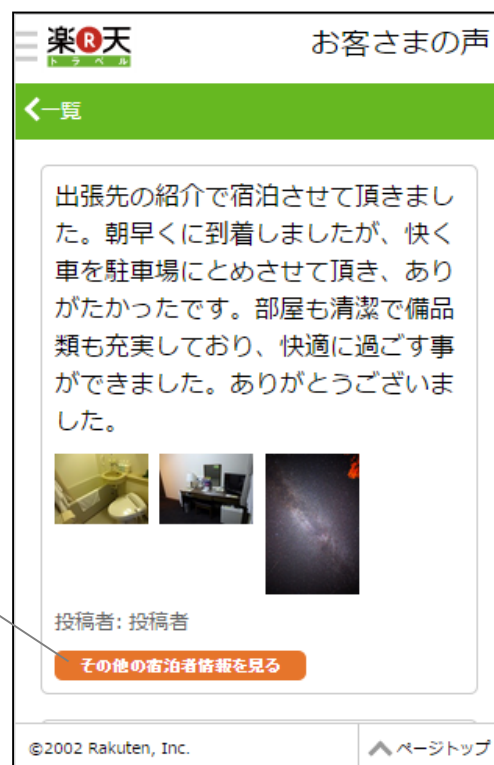 楽R天
トラベル
お客さまの声
一覧
出張先の紹介で宿泊させて頂きまし
た。朝早くに到着しましたが、快く
車を駐車場にとめさせて頂き、あり
がたかったです。部屋も清潔で備品
類も充実しており、快適に過ごす事
ができました。ありがとうございま
した。
投稿者: 投稿者
その他の宿泊者情報を見る
©2002 Rakuten, Inc.
ページトップ